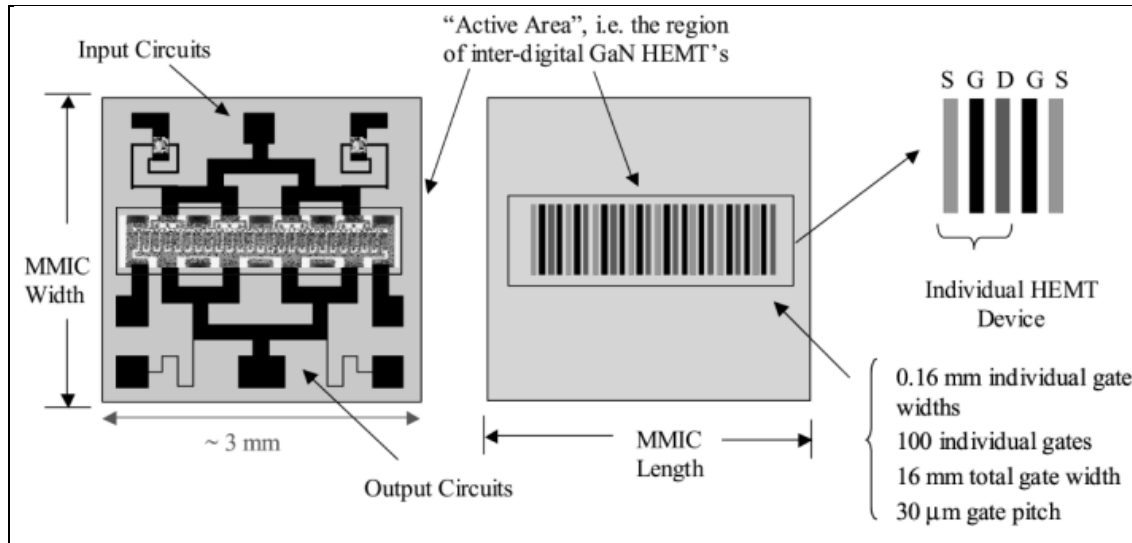 “Active Area”, i.e. the region
of inter-digital GaN HEMT’s
Input Circuits
S G D G S
MMIC
Width
Individual HEMT
Device
~ 3 mm
Output Circuits
MMIC
Length
0.16 mm individual gate
widths
100 individual gates
16 mm total gate width
30 μm gate pitch